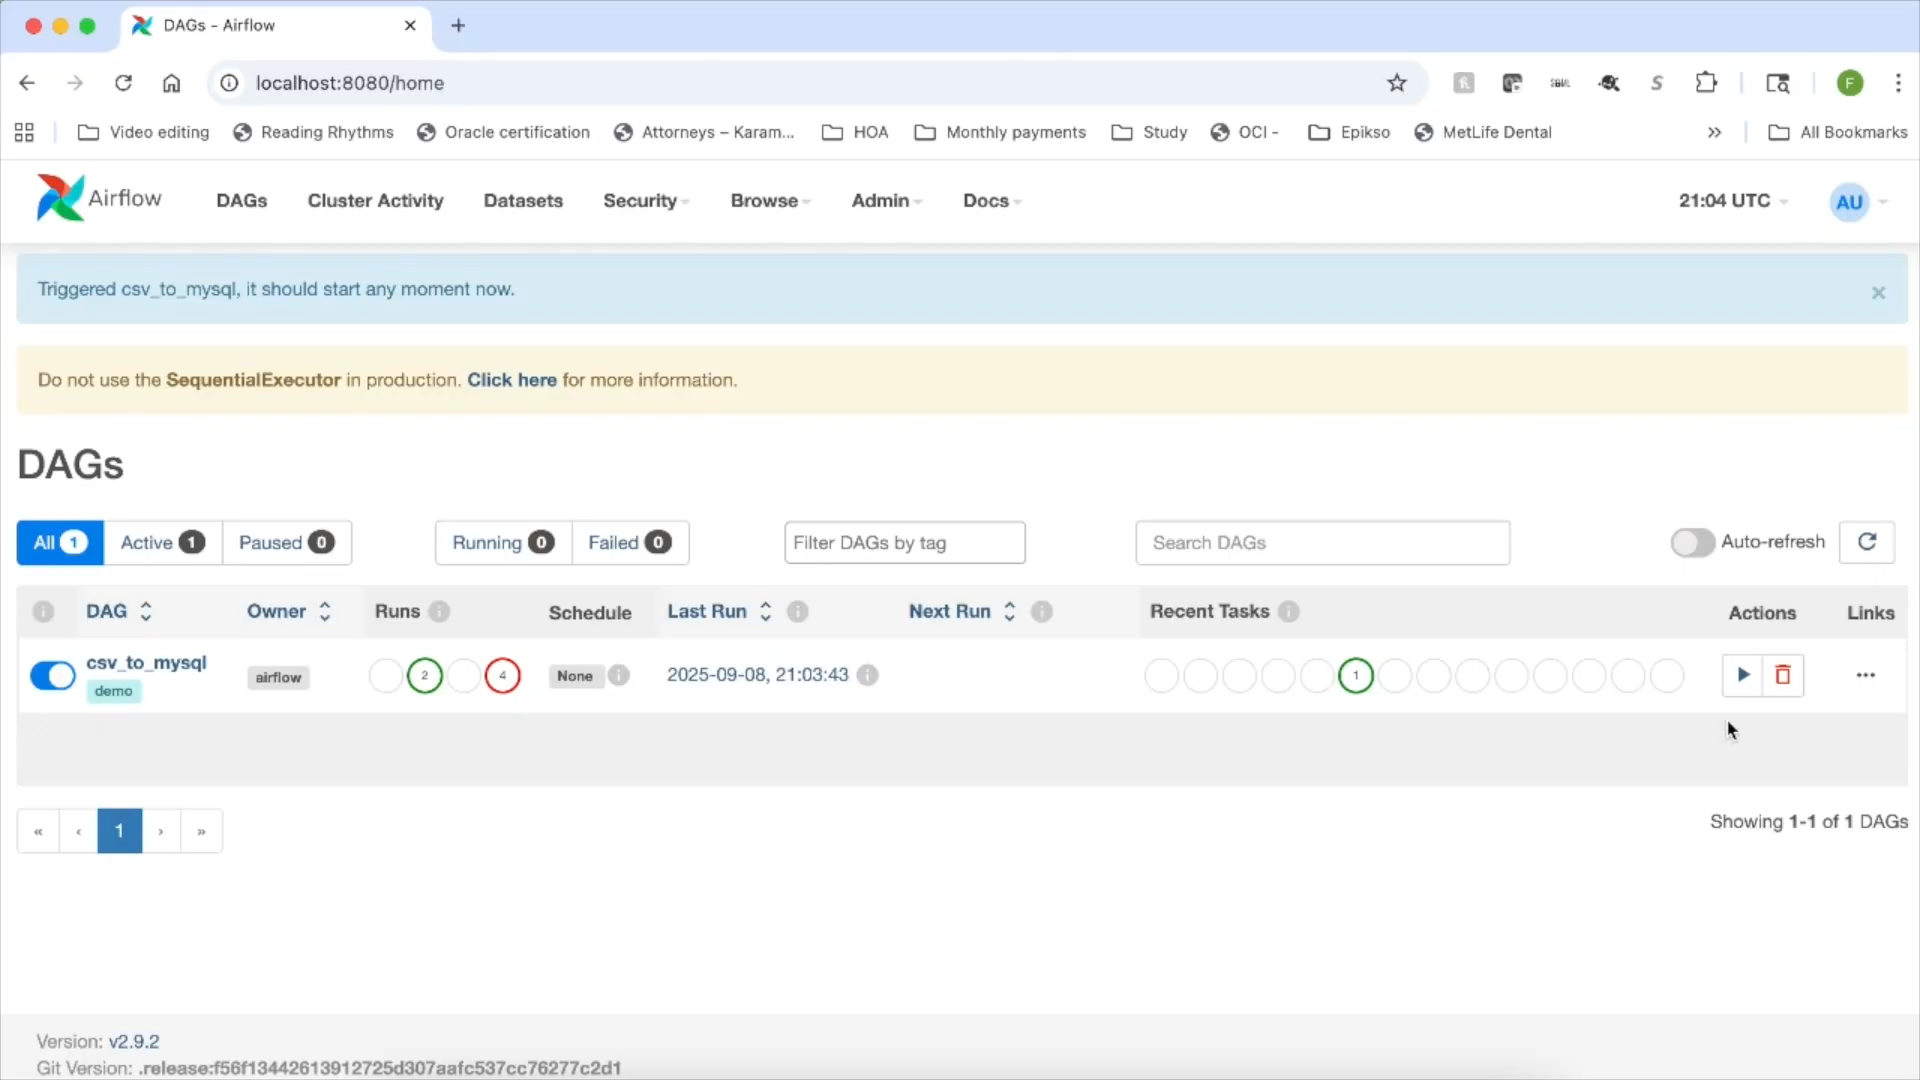 DAGs - Airflow
localhost:8080/home
F
Video editing
Reading Rhythms
Oracle certification
Attorneys – Karam...
HOA
Monthly payments
Study
OCI -
Epikso
MetLife Dental
All Bookmarks
Airflow
DAGs
Cluster Activity
Datasets
Security
Browse
Admin
Docs
21:04 UTC
AU
Triggered csv_to_mysql, it should start any moment now.
×
Do not use the SequentialExecutor in production. Click here for more information.
DAGs
All 1
Active 1
Paused 0
Running 0
Failed 0
Filter DAGs by tag
Search DAGs
Auto-refresh
DAG
Owner
Runs
Schedule
Last Run
Next Run
Recent Tasks
Actions
Links
csv_to_mysql
demo
airflow
2
4
None
2025-09-08, 21:03:43
1
« ‹ 1 › »
Showing 1-1 of 1 DAGs
Version: v2.9.2
Git Version: .release:f56f13442613912725d307aafc537cc76277c2d1